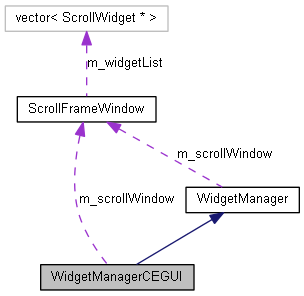 vector< ScrollWidget * >
m_widgetList
ScrollFrameWindow
m_scrollWindow
m_scrollWindow
WidgetManager
WidgetManagerCEGUI